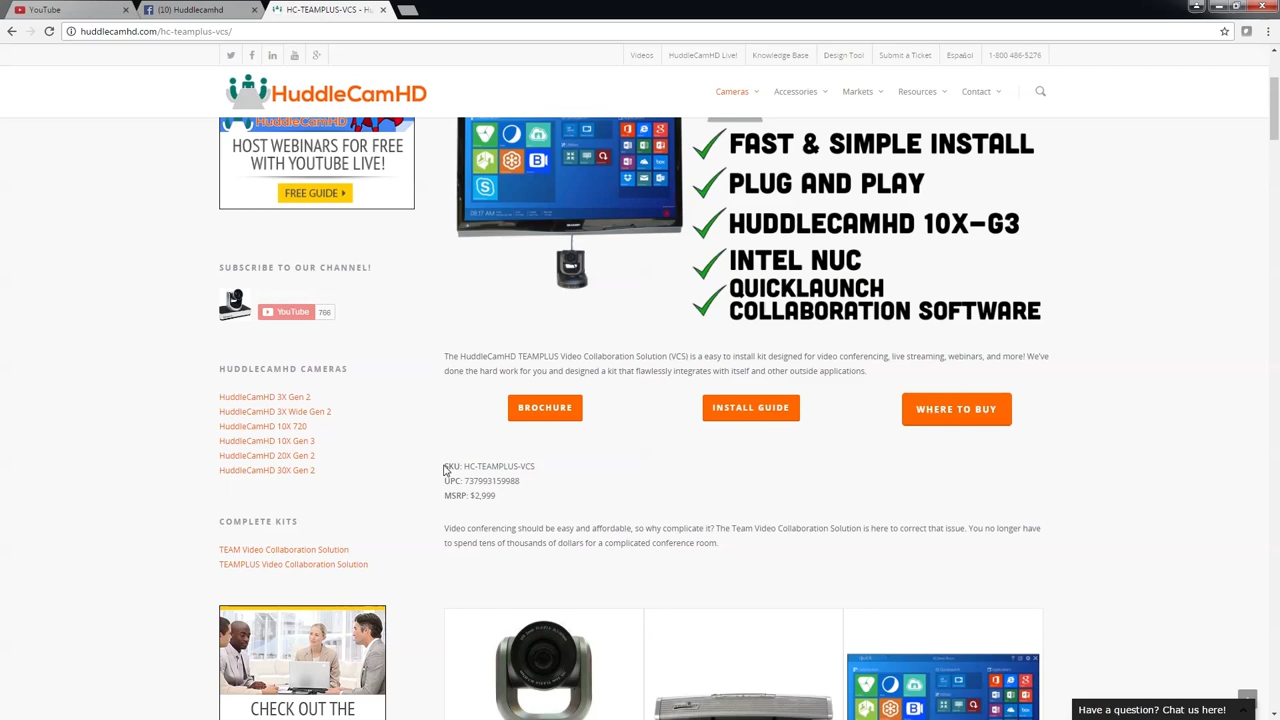 YouTube
(10) Huddlecamhd
HC-TEAMPLUS-VCS - Hu
huddlecamhd.com/hc-teamplus-vcs/
Videos
HuddleCamHD Live!
Knowledge Base
Design Tool
Submit a Ticket
Español
1-800 486-5276
HuddleCamHD
Cameras
Accessories
Markets
Resources
Contact
HuddleCamHD
HOST WEBINARS FOR FREE
WITH YOUTUBE LIVE!
FREE GUIDE
SUBSCRIBE TO OUR CHANNEL!
YouTube 766
HUDDLECAMHD CAMERAS
HuddleCamHD 3X Gen 2
HuddleCamHD 3X Wide Gen 2
HuddleCamHD 10X 720
HuddleCamHD 10X Gen 3
HuddleCamHD 20X Gen 2
HuddleCamHD 30X Gen 2
COMPLETE KITS
TEAM Video Collaboration Solution
TEAMPLUS Video Collaboration Solution
CHECK OUT THE
08:17 AM
SHARP
FAST & SIMPLE INSTALL
PLUG AND PLAY
HUDDLECAMHD 10X-G3
INTEL NUC
QUICKLAUNCH
COLLABORATION SOFTWARE
The HuddleCamHD TEAMPLUS Video Collaboration Solution (VCS) is a easy to install kit designed for video conferencing, live streaming, webinars, and more! We've
done the hard work for you and designed a kit that flawlessly integrates with itself and other outside applications.
BROCHURE
INSTALL GUIDE
WHERE TO BUY
SKU: HC-TEAMPLUS-VCS
UPC: 737993159988
MSRP: $2,999
Video conferencing should be easy and affordable, so why complicate it? The Team Video Collaboration Solution is here to correct that issue. You no longer have
to spend tens of thousands of dollars for a complicated conference room.
Have a question? Chat us here!